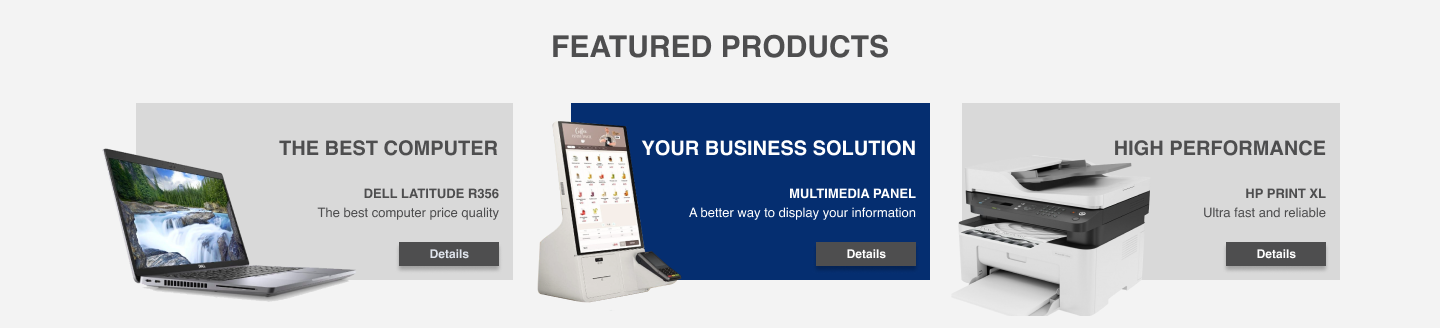 FEATURED PRODUCTS
THE BEST COMPUTER
DELL LATITUDE R356
The best computer price quality
Details
YOUR BUSINESS SOLUTION
MULTIMEDIA PANEL
A better way to display your information
Details
HIGH PERFORMANCE
HP PRINT XL
Ultra fast and reliable
Details